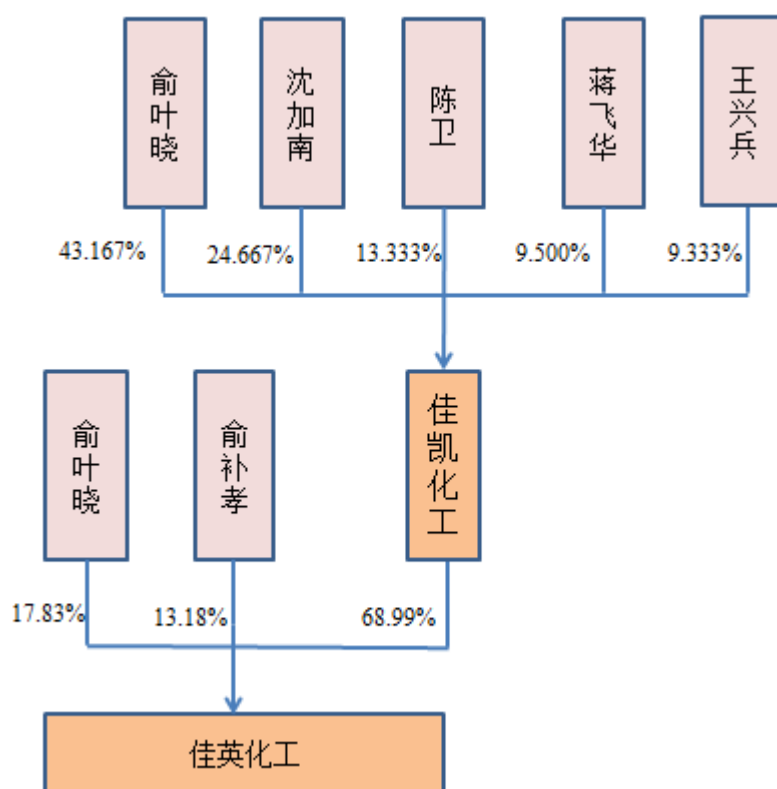 俞叶晓
沈加南
陈卫
蒋飞华
王兴兵
43.167%
24.667%
13.333%
9.500%
9.333%
俞叶晓
俞补孝
佳凯化工
17.83%
13.18%
68.99%
佳英化工